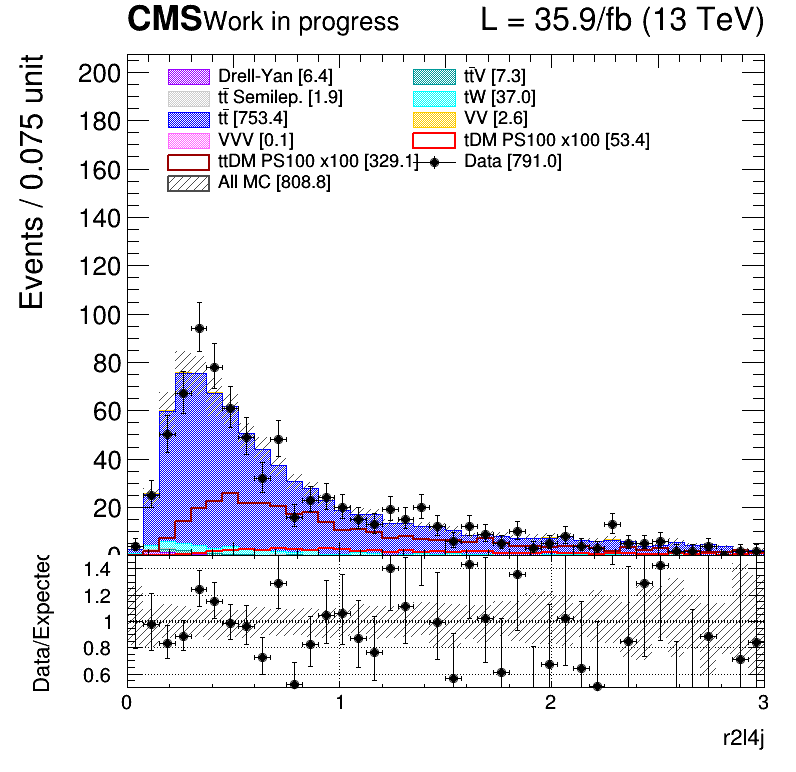 CMS Work in progress L = 35.9/fb (13 TeV)
Events / 0.075 unit
200
180
160
140
120
100
80
60
40
20
0
Drell-Yan [6.4]
tt̄V [7.3]
tt̄ Semilep. [1.9]
tW [37.0]
tt̄ [753.4]
VV [2.6]
VVV [0.1]
tDM PS100 x100 [53.4]
ttDM PS100 x100 [329.1]
Data [791.0]
All MC [808.8]
Data/Expected
1.4
1.2
1
0.8
0.6
0 1 2 3
r2l4j